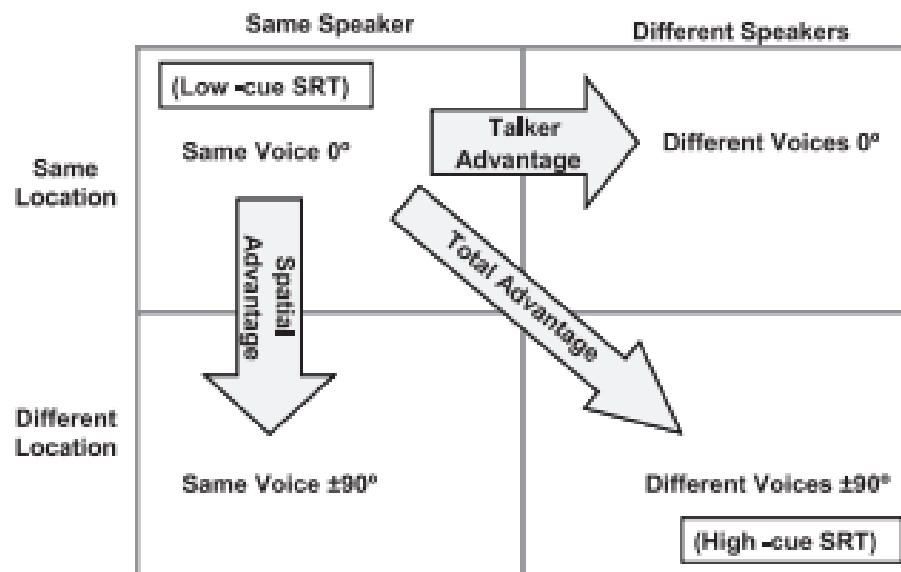 Same Speaker
Different Speakers
(Low -cue SRT)
Same Voice 0º
Talker
Advantage
Different Voices 0º
Same
Location
Spatial
Advantage
Total Advantage
Different
Location
Same Voice ±90º
Different Voices ±90º
(High -cue SRT)